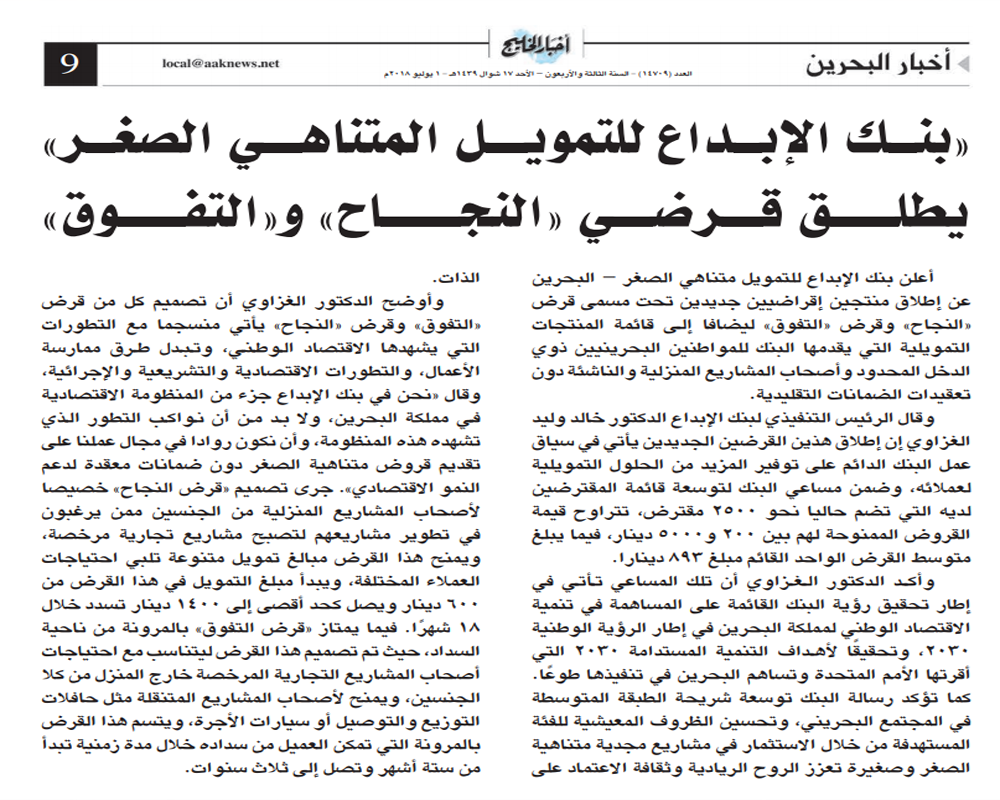 أخبار البحرين
أخبار الخليج
العدد (١٤٧٠٩) - السنة الثالثة والأربعون - الأحد ١٧ شوال ١٤٣٩هـ - ١ يوليو ٢٠١٨م
local@aaknews.net
9
«بنك الإبداع للتمويل المتناهي الصغر»
يطلق قرضي «النجاح» و«التفوق»
أعلن بنك الإبداع للتمويل متناهي الصغر – البحرين
عن إطلاق منتجين إقراضيين جديدين تحت مسمى قرض
«النجاح» وقرض «التفوق» ليضافا إلى قائمة المنتجات
التمويلية التي يقدمها البنك للمواطنين البحرينيين ذوي
الدخل المحدود وأصحاب المشاريع المنزلية والناشئة دون
تعقيدات الضمانات التقليدية.
وقال الرئيس التنفيذي لبنك الإبداع الدكتور خالد وليد
الغزاوي إن إطلاق هذين القرضين الجديدين يأتي في سياق
عمل البنك الدائم على توفير المزيد من الحلول التمويلية
لعملائه، وضمن مساعي البنك لتوسعة قائمة المقترضين
لديه التي تضم حاليا نحو ٢٥٠٠ مقترض، تتراوح قيمة
القروض الممنوحة لهم بين ٢٠٠ و٥٠٠٠ دينار، فيما يبلغ
متوسط القرض الواحد القائم مبلغ ٨٩٣ دينارا.
وأكد الدكتور الغزاوي أن تلك المساعي تأتي في
إطار تحقيق رؤية البنك القائمة على المساهمة في تنمية
الاقتصاد الوطني لمملكة البحرين في إطار الرؤية الوطنية
٢٠٣٠، وتحقيقًا لأهداف التنمية المستدامة ٢٠٣٠ التي
أقرتها الأمم المتحدة وتساهم البحرين في تنفيذها طوعًا.
كما تؤكد رسالة البنك توسعة شريحة الطبقة المتوسطة
في المجتمع البحريني، وتحسين الظروف المعيشية للفئة
المستهدفة من خلال الاستثمار في مشاريع مجدية متناهية
الصغر وصغيرة تعزز الروح الريادية وثقافة الاعتماد على
الذات.
وأوضح الدكتور الغزاوي أن تصميم كل من قرض
«التفوق» وقرض «النجاح» يأتي منسجما مع التطورات
التي يشهدها الاقتصاد الوطني، وتبدل طرق ممارسة
الأعمال، والتطورات الاقتصادية والتشريعية والإجرائية،
وقال «نحن في بنك الإبداع جزء من المنظومة الاقتصادية
في مملكة البحرين، ولا بد من أن نواكب التطور الذي
تشهده هذه المنظومة، وأن نكون روادا في مجال عملنا على
تقديم قروض متناهية الصغر دون ضمانات معقدة لدعم
النمو الاقتصادي». جرى تصميم «قرض النجاح» خصيصا
لأصحاب المشاريع المنزلية من الجنسين ممن يرغبون
في تطوير مشاريعهم لتصبح مشاريع تجارية مرخصة،
ويمنح هذا القرض مبالغ تمويل متنوعة تلبي احتياجات
العملاء المختلفة، ويبدأ مبلغ التمويل في هذا القرض من
٦٠٠ دينار ويصل كحد أقصى إلى ١٤٠٠ دينار تسدد خلال
١٨ شهرًا. فيما يمتاز «قرض التفوق» بالمرونة من ناحية
السداد، حيث تم تصميم هذا القرض ليتناسب مع احتياجات
أصحاب المشاريع التجارية المرخصة خارج المنزل من كلا
الجنسين، ويمنح لأصحاب المشاريع المتنقلة مثل حافلات
التوزيع والتوصيل أو سيارات الأجرة، ويتسم هذا القرض
بالمرونة التي تمكن العميل من سداده خلال مدة زمنية تبدأ
من ستة أشهر وتصل إلى ثلاث سنوات.